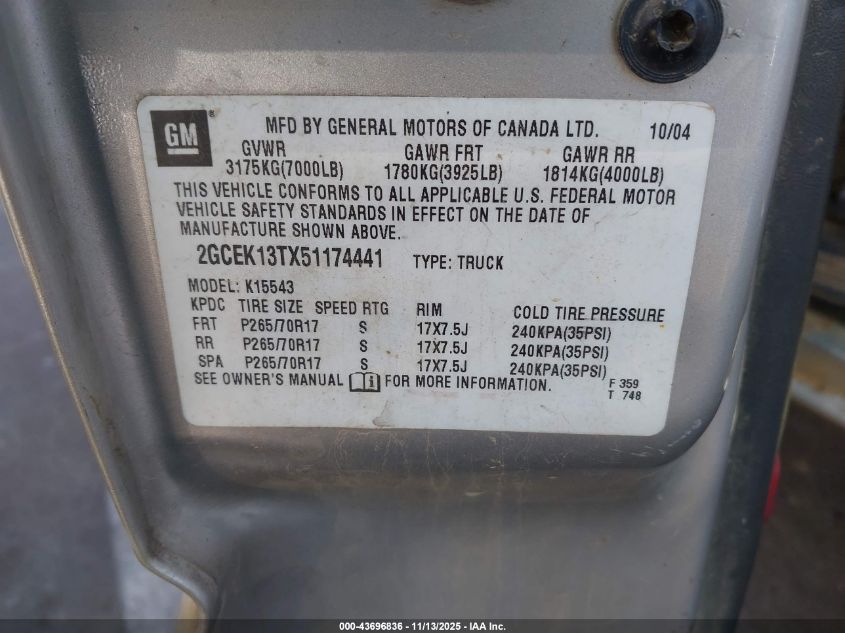 GM
MFD BY GENERAL MOTORS OF CANADA LTD. 10/04
GVWR GAWR FRT GAWR RR
3175KG(7000LB) 1780KG(3925LB) 1814KG(4000LB)
THIS VEHICLE CONFORMS TO ALL APPLICABLE U.S. FEDERAL MOTOR
VEHICLE SAFETY STANDARDS IN EFFECT ON THE DATE OF
MANUFACTURE SHOWN ABOVE.
2GCEK13TX51174441 TYPE: TRUCK
MODEL: K15543
KPDC TIRE SIZE SPEED RTG RIM COLD TIRE PRESSURE
FRT P265/70R17 S 17X7.5J 240KPA(35PSI)
RR P265/70R17 S 17X7.5J 240KPA(35PSI)
SPA P265/70R17 S 17X7.5J 240KPA(35PSI)
SEE OWNER'S MANUAL FOR MORE INFORMATION. F 359
T 748
000-43696836 - 11/13/2025 - IAA Inc.